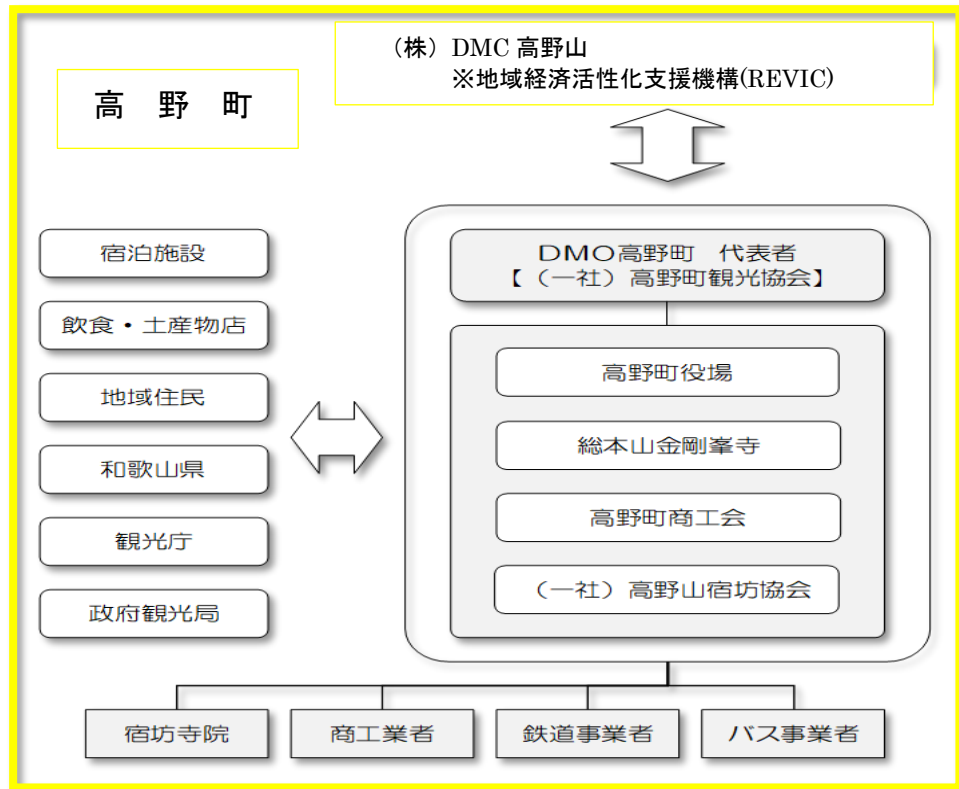 （株）DMC 高野山
※地域経済活性化支援機構(REVIC)
高 野 町
DMO高野町　代表者
【（一社）高野町観光協会】
高野町役場
総本山金剛峯寺
高野町商工会
（一社）高野山宿坊協会
宿泊施設
飲食・土産物店
地域住民
和歌山県
観光庁
政府観光局
宿坊寺院
商工業者
鉄道事業者
バス事業者